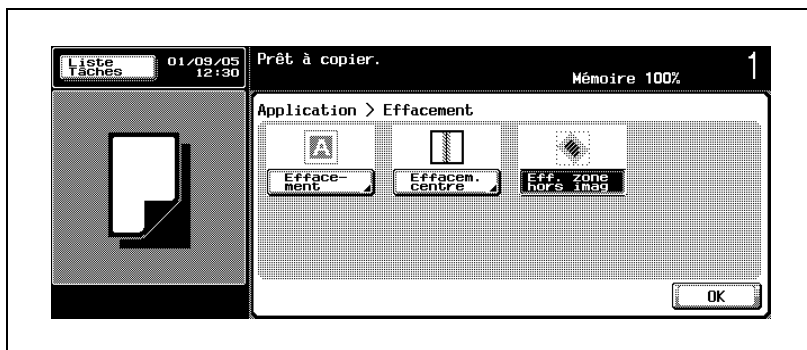 Liste
Tâches
01/09/05
12:30
Prêt à copier.
Mémoire 100%
1
Application > Effacement
A
Efface-
ment
Effacem.
centre
Eff. zone
hors imag
OK